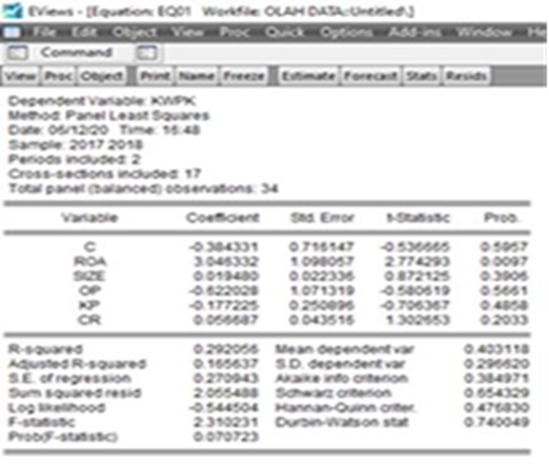 EViews - [Equation: EQ01 Workfile: OLAH DATA::Untitled\]
File Edit Object View Proc Quick Options Add-ins Window He
Command
View Proc Object Print Name Freeze Estimate Forecast Stats Resids
Dependent Variable: KWPK
Method: Panel Least Squares
Date: 05/12/20 Time: 16:48
Sample: 2017 2018
Periods included: 2
Cross-sections included: 17
Total panel (balanced) observations: 34
Variable Coefficient Std. Error t-Statistic Prob.
C -0.384331 0.716147 -0.536665 0.5957
ROA 3.046332 1.098057 2.774293 0.0097
SIZE 0.019480 0.022336 0.872125 0.3906
OP -0.622028 1.071319 -0.580619 0.5661
KP -0.177225 0.250896 -0.706367 0.4858
CR 0.056687 0.043516 1.302653 0.2033
R-squared 0.292056 Mean dependent var 0.403118
Adjusted R-squared 0.165637 S.D. dependent var 0.296620
S.E. of regression 0.270943 Akaike info criterion 0.384971
Sum squared resid 2.055488 Schwarz criterion 0.654329
Log likelihood -0.544504 Hannan-Quinn criter. 0.476830
F-statistic 2.310231 Durbin-Watson stat 0.740049
Prob(F-statistic) 0.070723